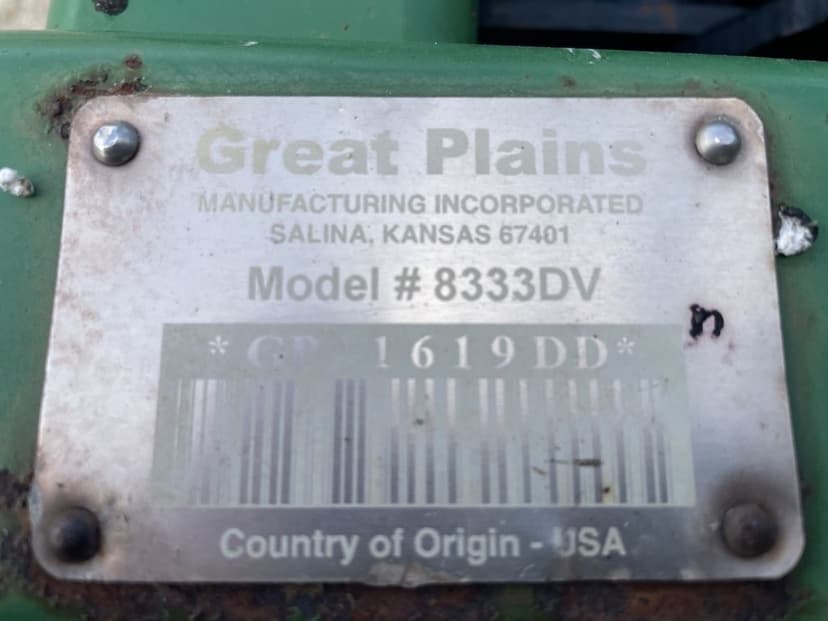 Great Plains
MANUFACTURING INCORPORATED
SALINA, KANSAS 67401
Model # 8333DV
1619DD*
n
Country of Origin - USA